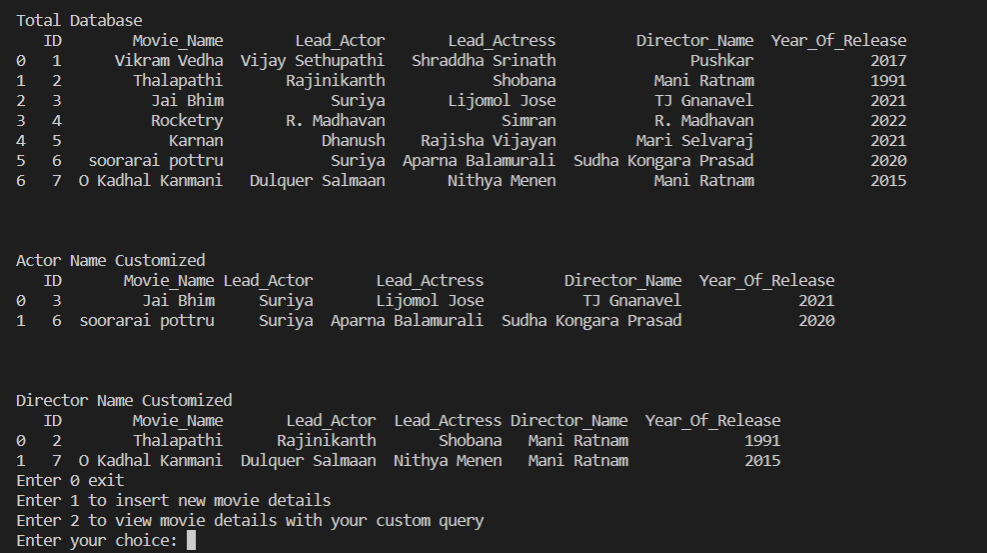 Total Database
   ID        Movie_Name        Lead_Actor       Lead_Actress         Director_Name  Year_Of_Release
0   1      Vikram Vedha  Vijay Sethupathi   Shraddha Srinath               Pushkar             2017
1   2        Thalapathi       Rajinikanth            Shobana           Mani Ratnam             1991
2   3          Jai Bhim            Suriya       Lijomol Jose           TJ Gnanavel             2021
3   4          Rocketry       R. Madhavan             Simran           R. Madhavan             2022
4   5            Karnan           Dhanush    Rajisha Vijayan         Mari Selvaraj             2021
5   6   soorarai pottru            Suriya  Aparna Balamurali  Sudha Kongara Prasad             2020
6   7  O Kadhal Kanmani   Dulquer Salmaan       Nithya Menen           Mani Ratnam             2015
Actor Name Customized
   ID       Movie_Name Lead_Actor       Lead_Actress         Director_Name  Year_Of_Release
0   3         Jai Bhim     Suriya       Lijomol Jose           TJ Gnanavel             2021
1   6  soorarai pottru     Suriya  Aparna Balamurali  Sudha Kongara Prasad             2020
Director Name Customized
   ID        Movie_Name       Lead_Actor  Lead_Actress Director_Name  Year_Of_Release
0   2        Thalapathi      Rajinikanth       Shobana   Mani Ratnam             1991
1   7  O Kadhal Kanmani  Dulquer Salmaan  Nithya Menen   Mani Ratnam             2015
Enter 0 exit
Enter 1 to insert new movie details
Enter 2 to view movie details with your custom query
Enter your choice: